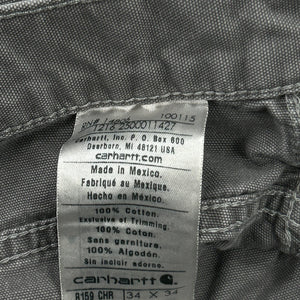 100115
2500011427
Carhartt, Inc. P.O. Box 600
Dearborn, MI 48121 USA
carhartt.com
Made in Mexico.
Fabriqué au Mexique.
Hecho en México.
100% Cotton.
Exclusive of Trimming.
100% Coton.
Sans garniture.
100% Algodón.
Sin incluir adorno.
carhartt
B159 CHR 34 x 34